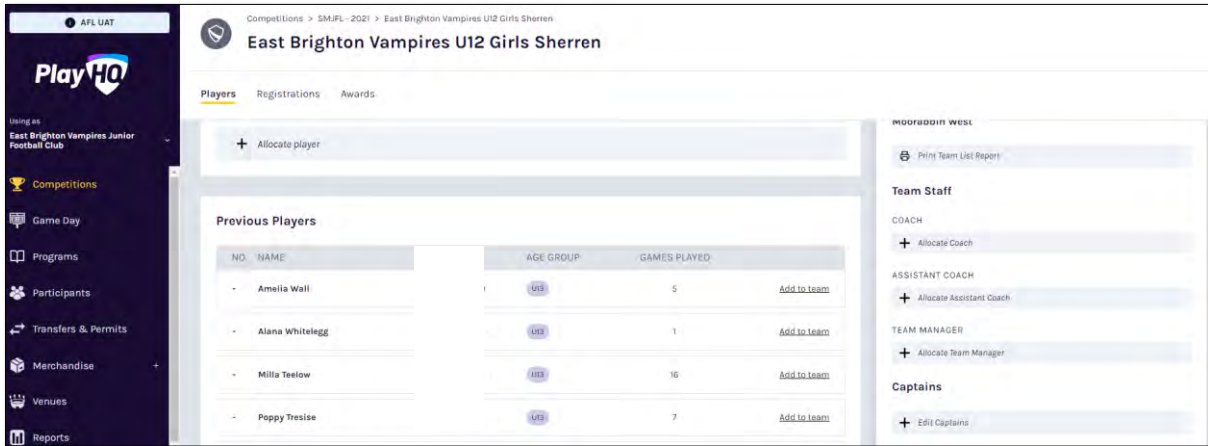 AFL UAT
PlayHQ
Using as
East Brighton Vampires Junior
Football Club
Competitions
Game Day
Programs
Participants
Transfers & Permits
Merchandise +
Venues
Reports
Competitions > SMJFL - 2021 > East Brighton Vampires U12 Girls Sherren
East Brighton Vampires U12 Girls Sherren
Players Registrations Awards
+ Allocate player
Previous Players
NO. NAME AGE GROUP GAMES PLAYED
- Amelia Wall U13 5 Add to team
- Alana Whitelegg U13 1 Add to team
- Milla Teelow U13 16 Add to team
- Poppy Tresise U13 7 Add to team
Moorabbin West
Print Team List Report
Team Staff
COACH
+ Allocate Coach
ASSISTANT COACH
+ Allocate Assistant Coach
TEAM MANAGER
+ Allocate Team Manager
Captains
+ Edit Captains